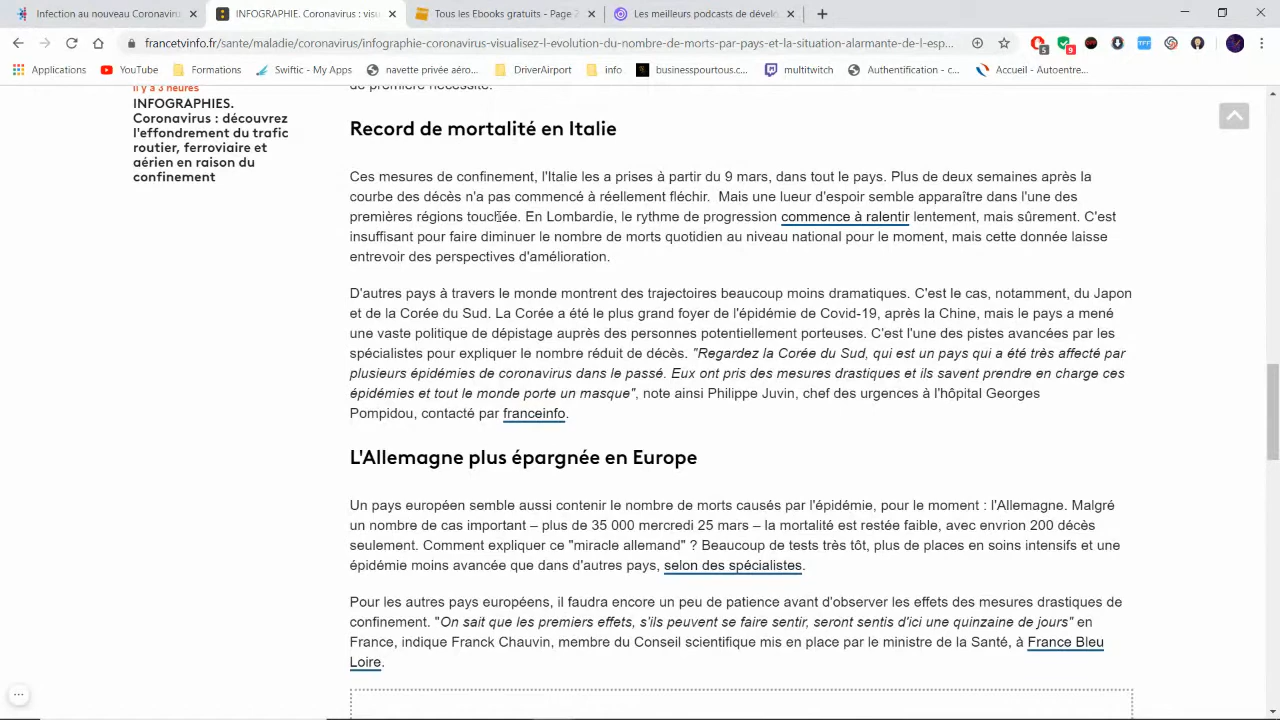 Infection au nouveau Coronavirus
INFOGRAPHIE. Coronavirus : visu
Tous les Ebooks gratuits - Page 2
Les meilleurs podcasts de dévelo
francetvinfo.fr/sante/maladie/coronavirus/infographie-coronavirus-visualisez-l-evolution-du-nombre-de-morts-par-pays-et-la-situation-alarmante-de-l-esp...
5
9
TFF
Applications
YouTube
Formations
Swiftic - My Apps
navette privée aéro...
DriverAirport
info
businesspourtous.c...
multitwitch
Authentification - c...
Accueil - Autoentre...
Il y a 3 heures
INFOGRAPHIES.
Coronavirus : découvrez
l'effondrement du trafic
routier, ferroviaire et
aérien en raison du
confinement
de première nécessité.
Record de mortalité en Italie
Ces mesures de confinement, l'Italie les a prises à partir du 9 mars, dans tout le pays. Plus de deux semaines après la
courbe des décès n'a pas commencé à réellement fléchir. Mais une lueur d'espoir semble apparaître dans l'une des
premières régions touchée. En Lombardie, le rythme de progression commence à ralentir lentement, mais sûrement. C'est
insuffisant pour faire diminuer le nombre de morts quotidien au niveau national pour le moment, mais cette donnée laisse
entrevoir des perspectives d'amélioration.
D'autres pays à travers le monde montrent des trajectoires beaucoup moins dramatiques. C'est le cas, notamment, du Japon
et de la Corée du Sud. La Corée a été le plus grand foyer de l'épidémie de Covid-19, après la Chine, mais le pays a mené
une vaste politique de dépistage auprès des personnes potentiellement porteuses. C'est l'une des pistes avancées par les
spécialistes pour expliquer le nombre réduit de décès. "Regardez la Corée du Sud, qui est un pays qui a été très affecté par
plusieurs épidémies de coronavirus dans le passé. Eux ont pris des mesures drastiques et ils savent prendre en charge ces
épidémies et tout le monde porte un masque", note ainsi Philippe Juvin, chef des urgences à l'hôpital Georges
Pompidou, contacté par franceinfo.
L'Allemagne plus épargnée en Europe
Un pays européen semble aussi contenir le nombre de morts causés par l'épidémie, pour le moment : l'Allemagne. Malgré
un nombre de cas important – plus de 35 000 mercredi 25 mars – la mortalité est restée faible, avec envrion 200 décès
seulement. Comment expliquer ce "miracle allemand" ? Beaucoup de tests très tôt, plus de places en soins intensifs et une
épidémie moins avancée que dans d'autres pays, selon des spécialistes.
Pour les autres pays européens, il faudra encore un peu de patience avant d'observer les effets des mesures drastiques de
confinement. "On sait que les premiers effets, s'ils peuvent se faire sentir, seront sentis d'ici une quinzaine de jours" en
France, indique Franck Chauvin, membre du Conseil scientifique mis en place par le ministre de la Santé, à France Bleu
Loire.